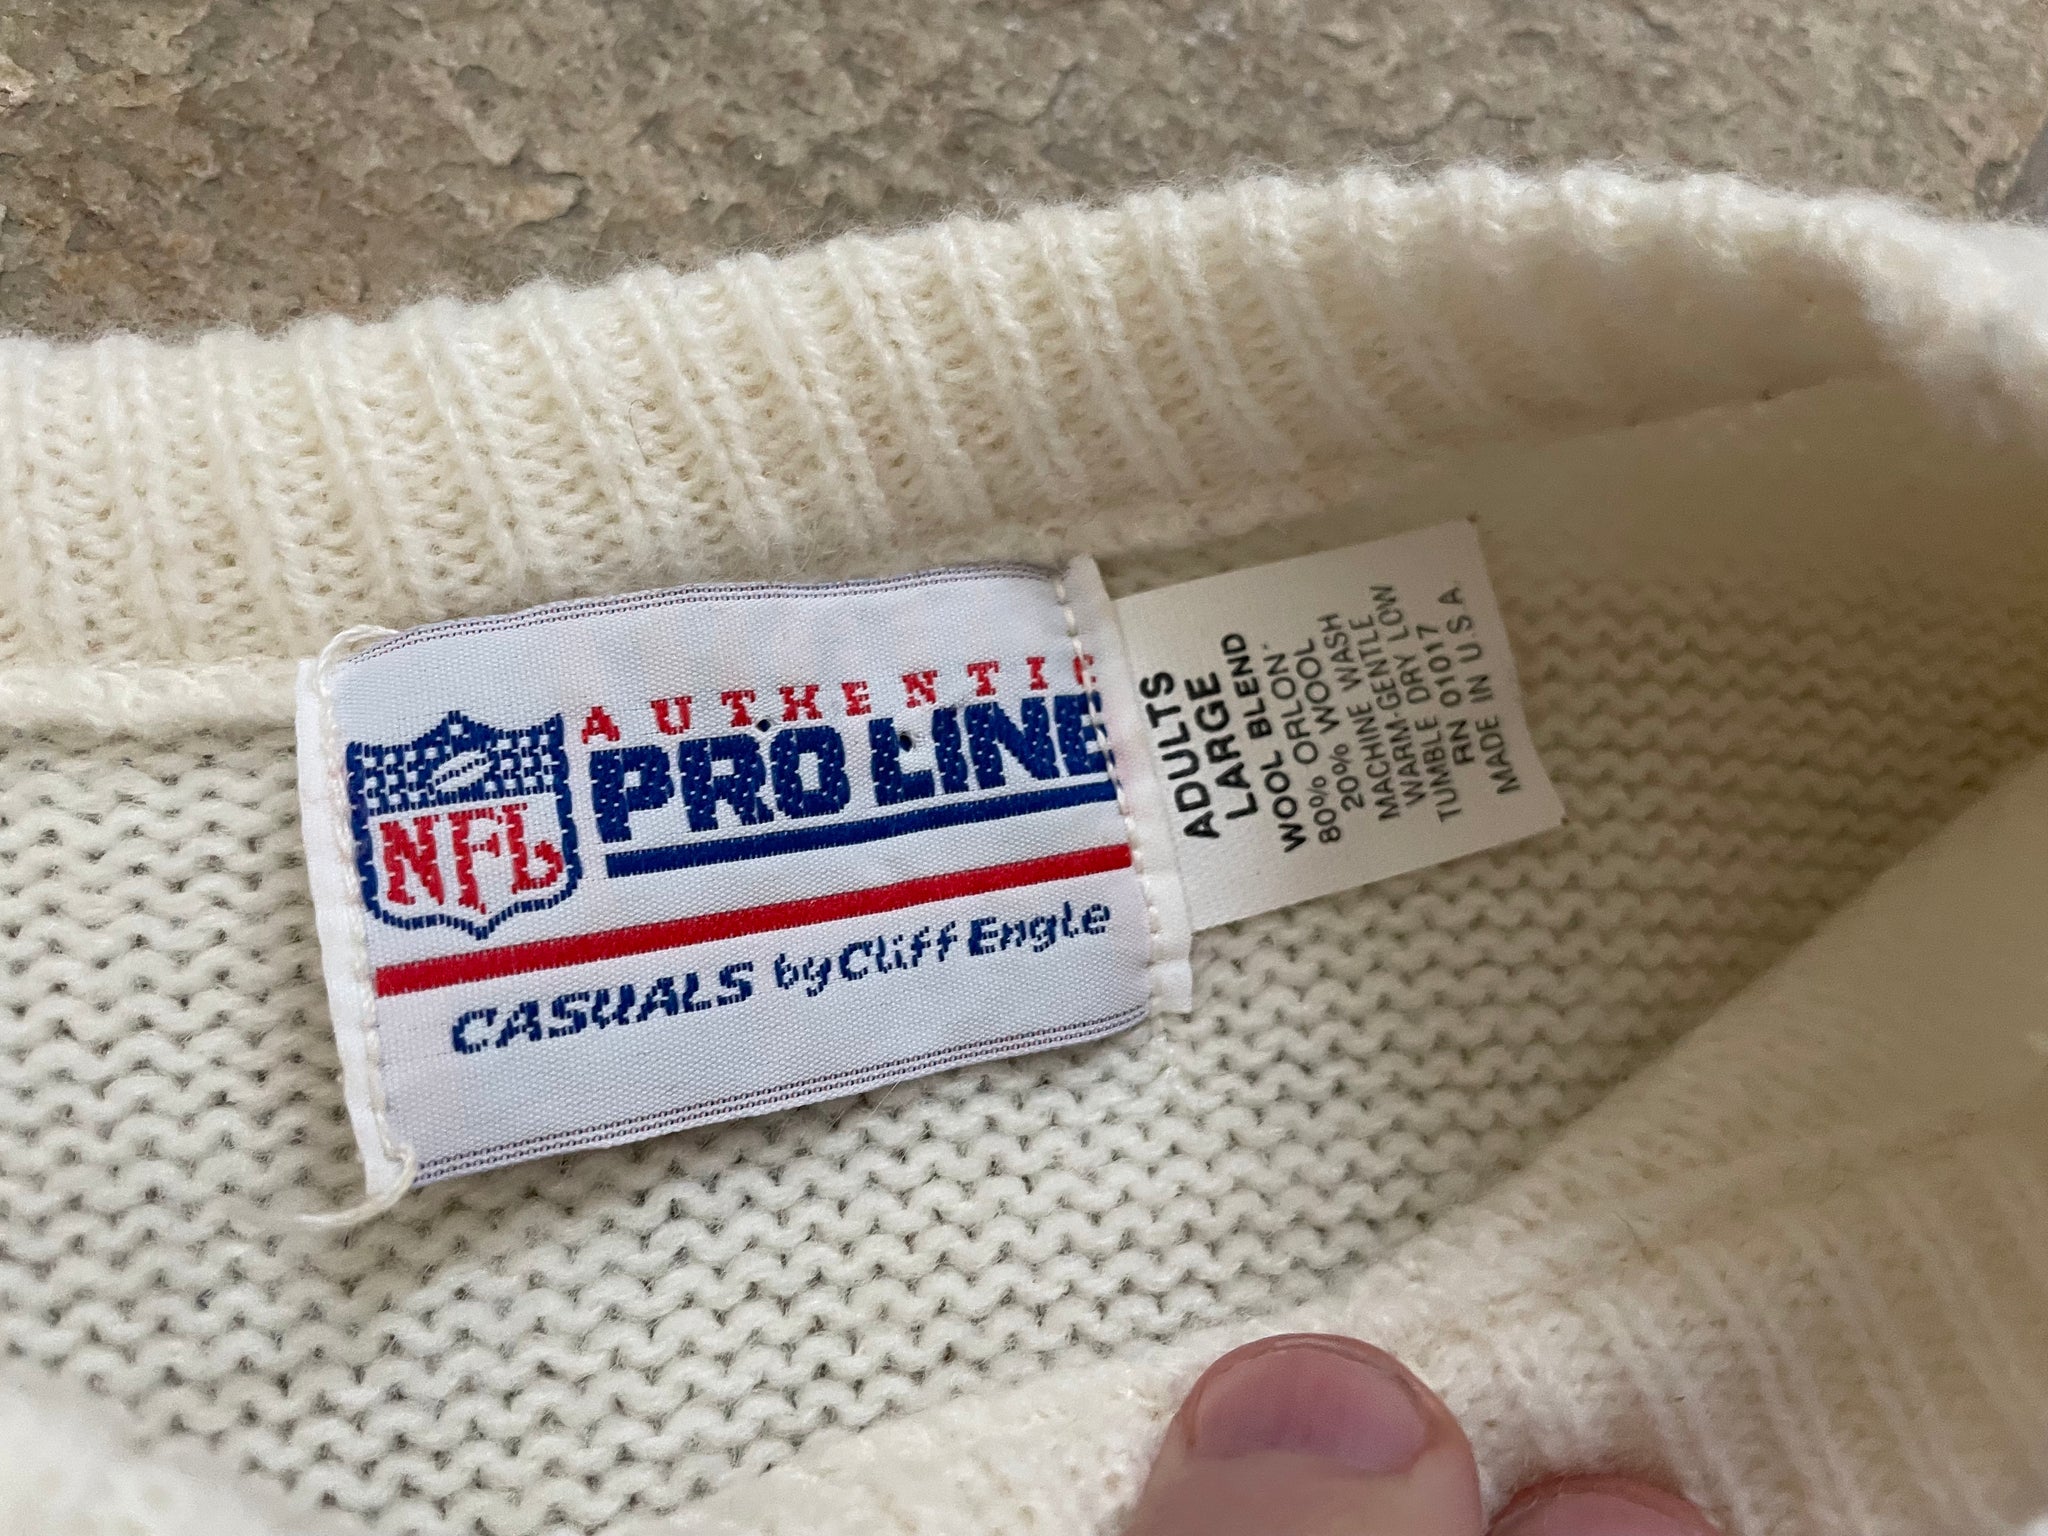 AUTHENTIC
PRO LINE
NFL
CASUALS by Cliff Engle
ADULTS
LARGE
WOOL BLEND
80% ORLON
20% WOOL
MACHINE WASH
WARM-GENTLE
TUMBLE DRY LOW
RN 01017
MADE IN U.S.A.